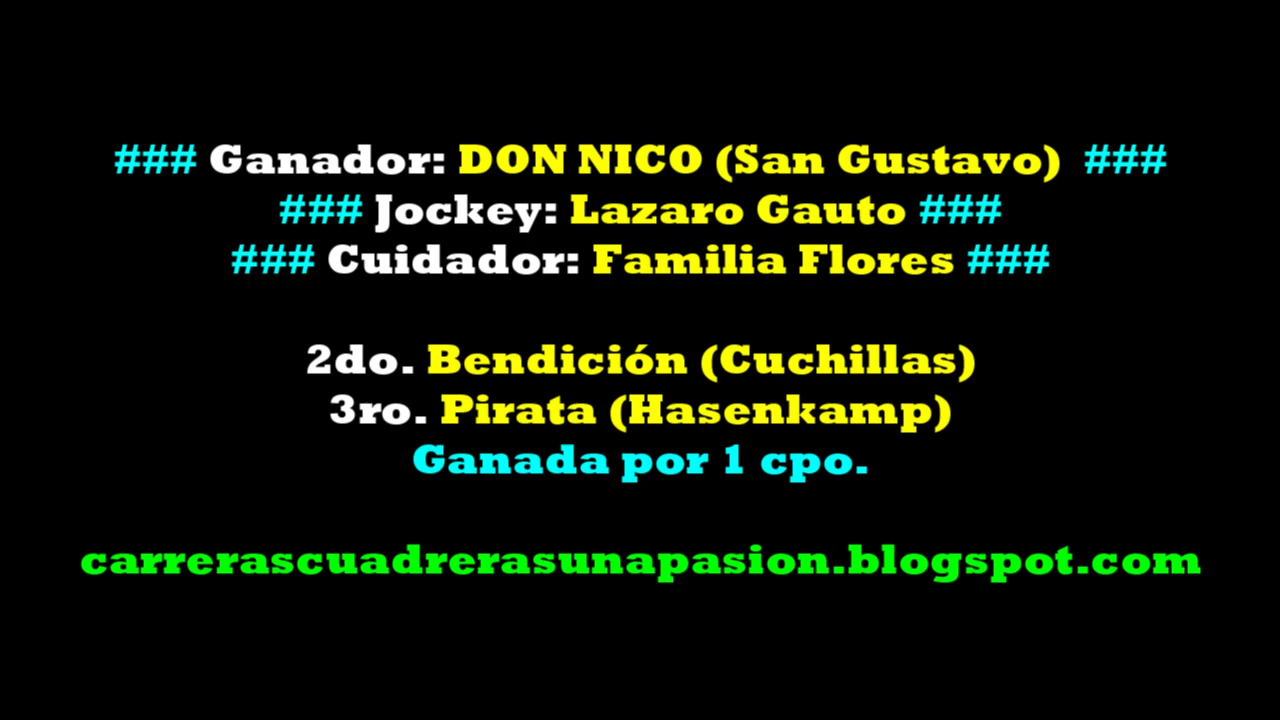 ### Ganador: DON NICO (San Gustavo) ###
### Jockey: Lazaro Gauto ###
### Cuidador: Familia Flores ###
2do. Bendición (Cuchillas)
3ro. Pirata (Hasenkamp)
Ganada por 1 cpo.
carrerascuadrerasunapasion.blogspot.com